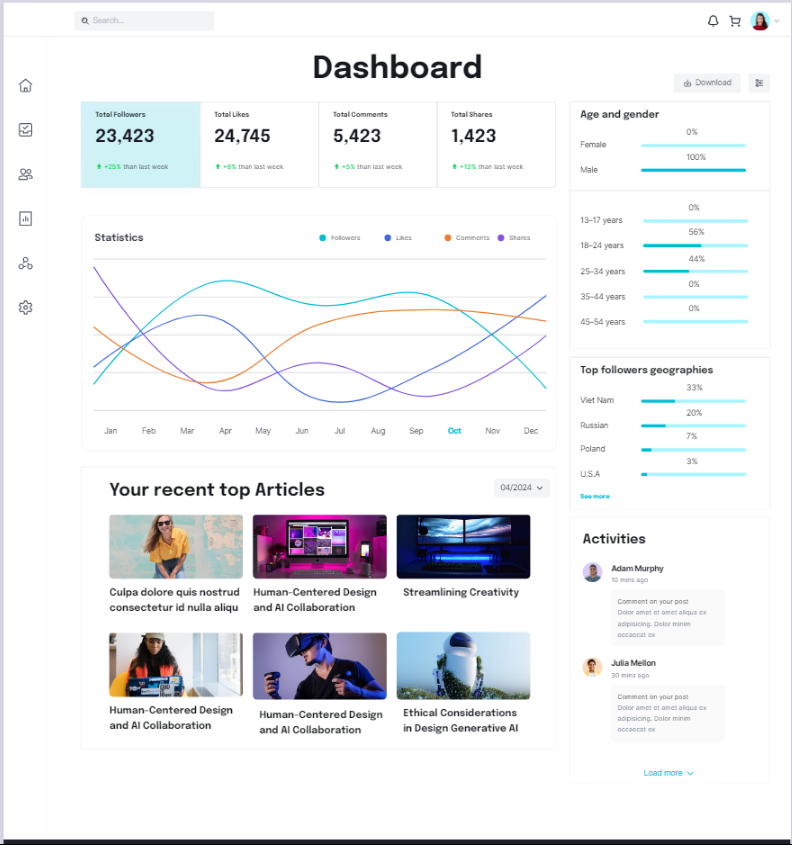 Search...
Dashboard
Download
Total Followers
23,423
+25% than last week
Total Likes
24,745
+8% than last week
Total Comments
5,423
+5% than last week
Total Shares
1,423
+13% than last week
Statistics
Followers
Likes
Comments
Shares
Jan
Feb
Mar
Apr
May
Jun
Jul
Aug
Sep
Oct
Nov
Dec
Your recent top Articles
04/2024
Culpa dolore quis nostrud
consectetur id nulla aliqu
Human-Centered Design
and AI Collaboration
Streamlining Creativity
Human-Centered Design
and AI Collaboration
Human-Centered Design
and AI Collaboration
Ethical Considerations
in Design Generative AI
Age and gender
0%
Female
100%
Male
0%
13-17 years
56%
18-24 years
44%
25-34 years
0%
35-44 years
0%
45-54 years
Top followers geographies
33%
Viet Nam
20%
Russian
7%
Poland
3%
U.S.A
See more
Activities
Adam Murphy
10 mins ago
Comment on your post
Dolor amet et amet aliqua ex
adipisicing. Dolor minim
occaecat ex
Julia Mellon
30 mins ago
Comment on your post
Dolor amet et amet aliqua ex
adipisicing. Dolor minim
occaecat ex
Load more